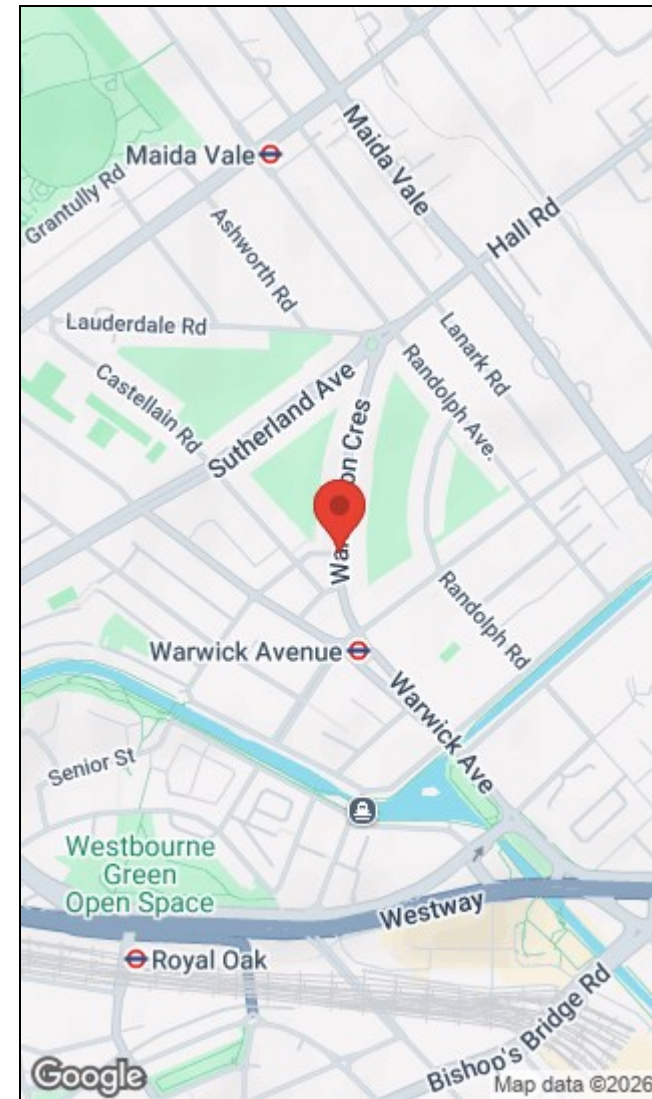 Maida Vale
Grantully Rd
Maida Vale
Hall Rd
Ashworth Rd
Lauderdale Rd
Lanark Rd
Castellain Rd
Sutherland Ave
Randolph Ave.
on Cres
Wa
Randolph Rd
Warwick Avenue
Warwick Ave
Senior St
Westbourne
Green
Open Space
Westway
Royal Oak
Bishop's Bridge Rd
Google
Map data ©2026